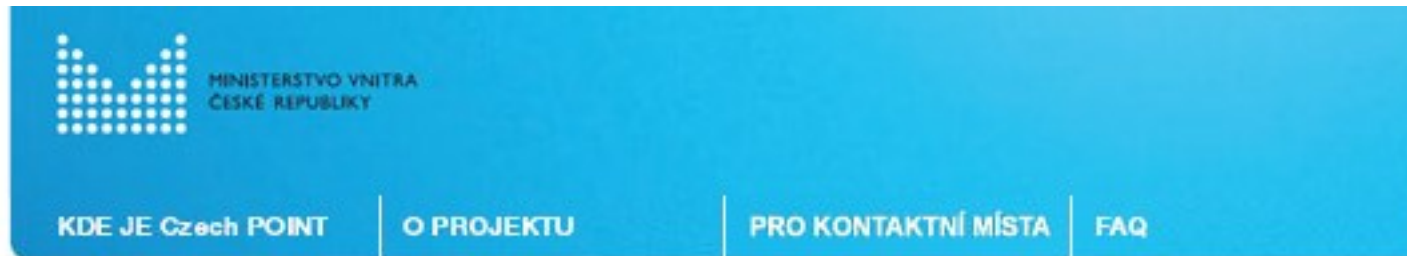 MINISTERSTVO VNITRA
ČESKÉ REPUBLIKY
KDE JE Czech POINT
O PROJEKTU
PRO KONTAKTNÍ MÍSTA
FAQ